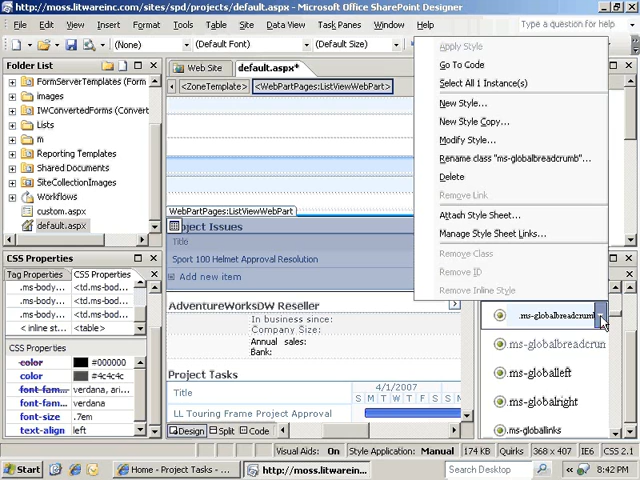 http://moss.litwareinc.com/sites/spd/projects/default.aspx - Microsoft Office SharePoint Designer
File Edit View Insert Format Tools Table Site Data View Task Panes Window Help
Type a question for help
(None) (Default Font) (Default Size)
Folder List
FormServerTemplates (Form
images
IWConvertedForms (Convert
Lists
m
Reporting Templates
Shared Documents
SiteCollectionImages
Workflows
custom.aspx
default.aspx
Web Site default.aspx*
<ZoneTemplate> <WebPartPages:ListViewWebPart>
WebPartPages:ListViewWebPart
oject Issues
Title
Sport 100 Helmet Approval Resolution
Add new item
AdventureWorksDW Reseller
In business since:
Company Size:
Annual sales:
Bank:
Project Tasks
4/1/2007
Title S M T W T F S S M T W T F
LL Touring Frame Project Approval
Design Split Code
Apply Style
Go To Code
Select All 1 Instance(s)
New Style...
New Style Copy...
Modify Style...
Rename class "ms-globalbreadcrumb"...
Delete
Remove Link
Attach Style Sheet...
Manage Style Sheet Links...
Remove Class
Remove ID
Remove Inline Style
.ms-globalbreadcrumb
.ms-globalbreadcrum
.ms-globalleft
.ms-globalright
.ms-globallinks
CSS Properties
Tag Properties CSS Properties
.ms-body... <td.ms-bod...
.ms-body... <td.ms-bod...
.ms-body... <td.ms-bod...
< inline st... <table>
CSS Properties
color #000000
color #4c4c4c
font-fam... verdana, ari...
font-fam... verdana, ari...
font-size .7em
text-align left
Visual Aids: On Style Application: Manual 174 KB Quirks 368 x 407 IE6 CSS 2.1
Start Home - Project Tasks - ... http://moss.litwarein... Search Desktop 8:42 PM